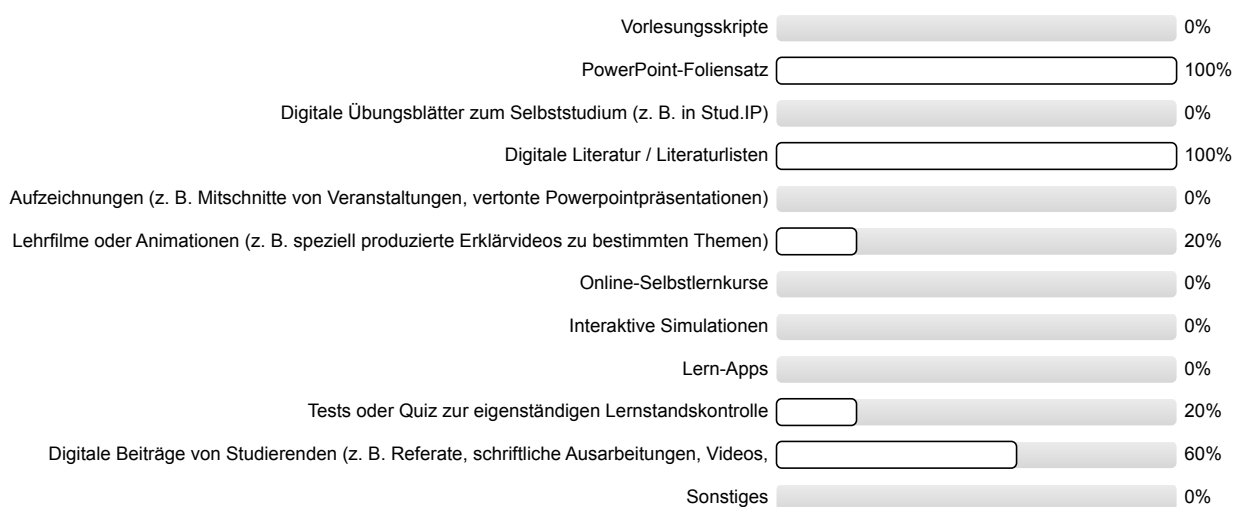 Vorlesungsskripte 0%
PowerPoint-Foliensatz 100%
Digitale Übungsblätter zum Selbststudium (z. B. in Stud.IP) 0%
Digitale Literatur / Literaturlisten 100%
Aufzeichnungen (z. B. Mitschnitte von Veranstaltungen, vertonte Powerpointpräsentationen) 0%
Lehrfilme oder Animationen (z. B. speziell produzierte Erklärvideos zu bestimmten Themen) 20%
Online-Selbstlernkurse 0%
Interaktive Simulationen 0%
Lern-Apps 0%
Tests oder Quiz zur eigenständigen Lernstandskontrolle 20%
Digitale Beiträge von Studierenden (z. B. Referate, schriftliche Ausarbeitungen, Videos, 60%
Sonstiges 0%